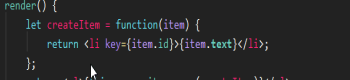 render() {
let createItem = function(item) {
return <li key={item.id}>{item.text}</li>;
};